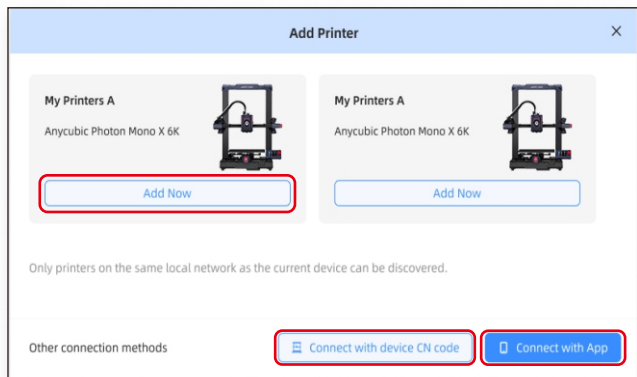 Add Printer
My Printers A
Anycubic Photon Mono X 6K
Add Now
My Printers A
Anycubic Photon Mono X 6K
Add Now
Only printers on the same local network as the current device can be discovered.
Other connection methods
Connect with device CN code
Connect with App